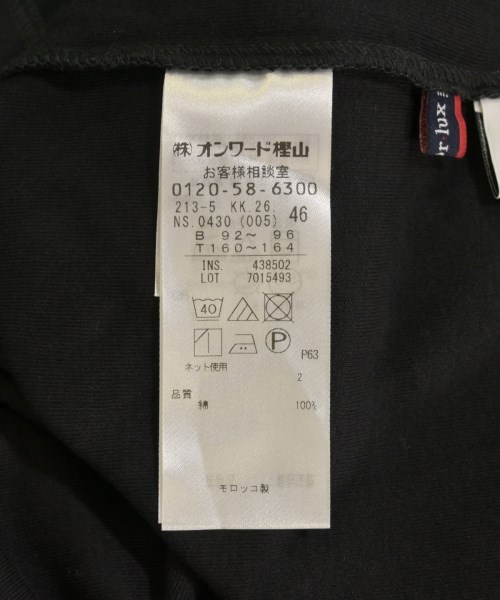 (株)オンワード樫山
お客様相談室
0120-58-6300
213-5 KK.26
NS.0430 (005) 46
B 92～ 96
T160～164
INS. 438502
LOT 7015493
40
P
P63
ネット使用
2
品質
綿 100%
モロッコ製
or・lux